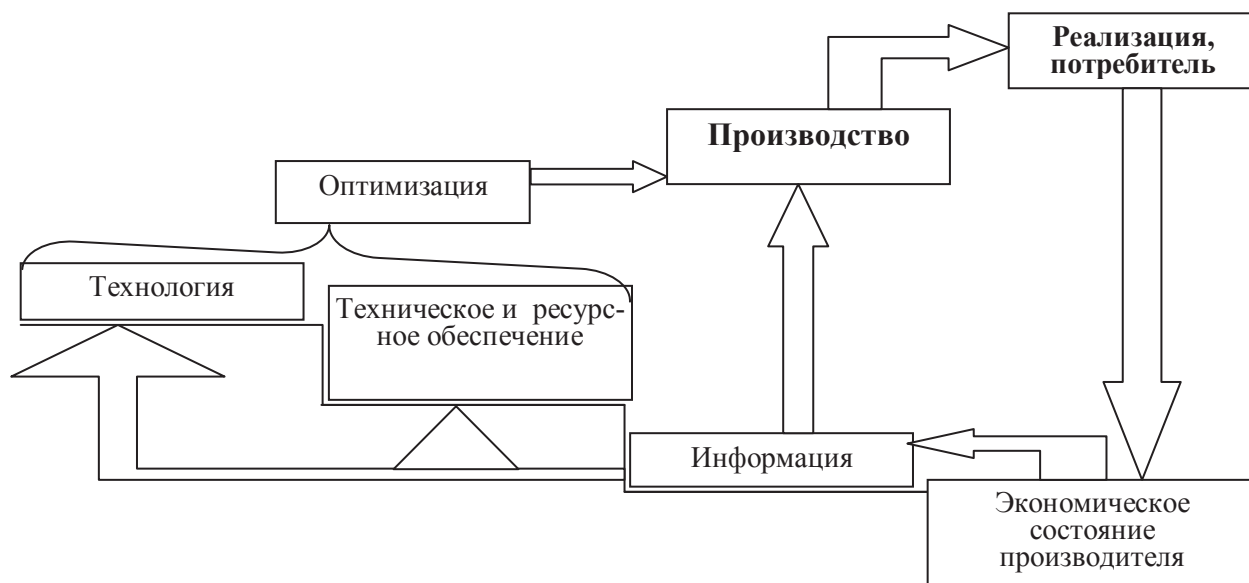 Реализация,
потребитель
Производство
Оптимизация
Технология
Техническое и ресурс-
ное обеспечение
Информация
Экономическое
состояние
производителя